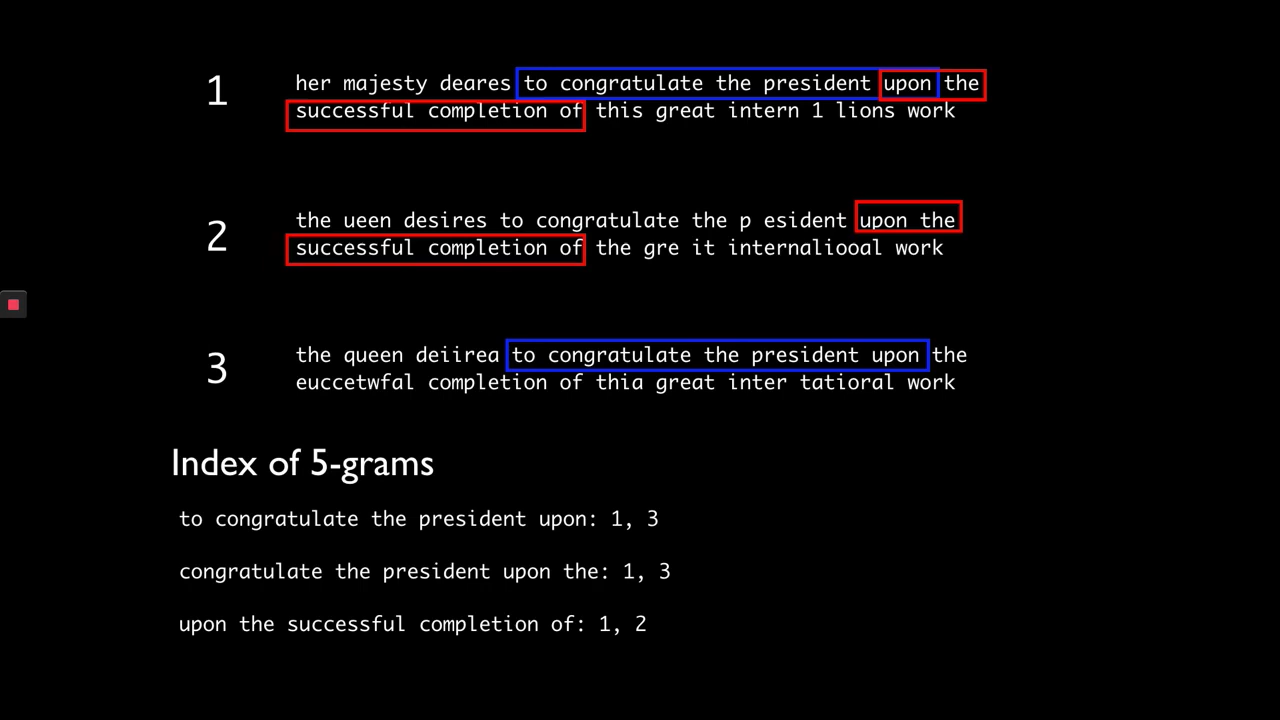 1
her majesty deares to congratulate the president upon the
successful completion of this great intern 1 lions work
2
the ueen desires to congratulate the p esident upon the
successful completion of the gre it internaliooal work
3
the queen deiirea to congratulate the president upon the
euccetwfal completion of thia great inter tatioral work
Index of 5-grams
to congratulate the president upon: 1, 3
congratulate the president upon the: 1, 3
upon the successful completion of: 1, 2